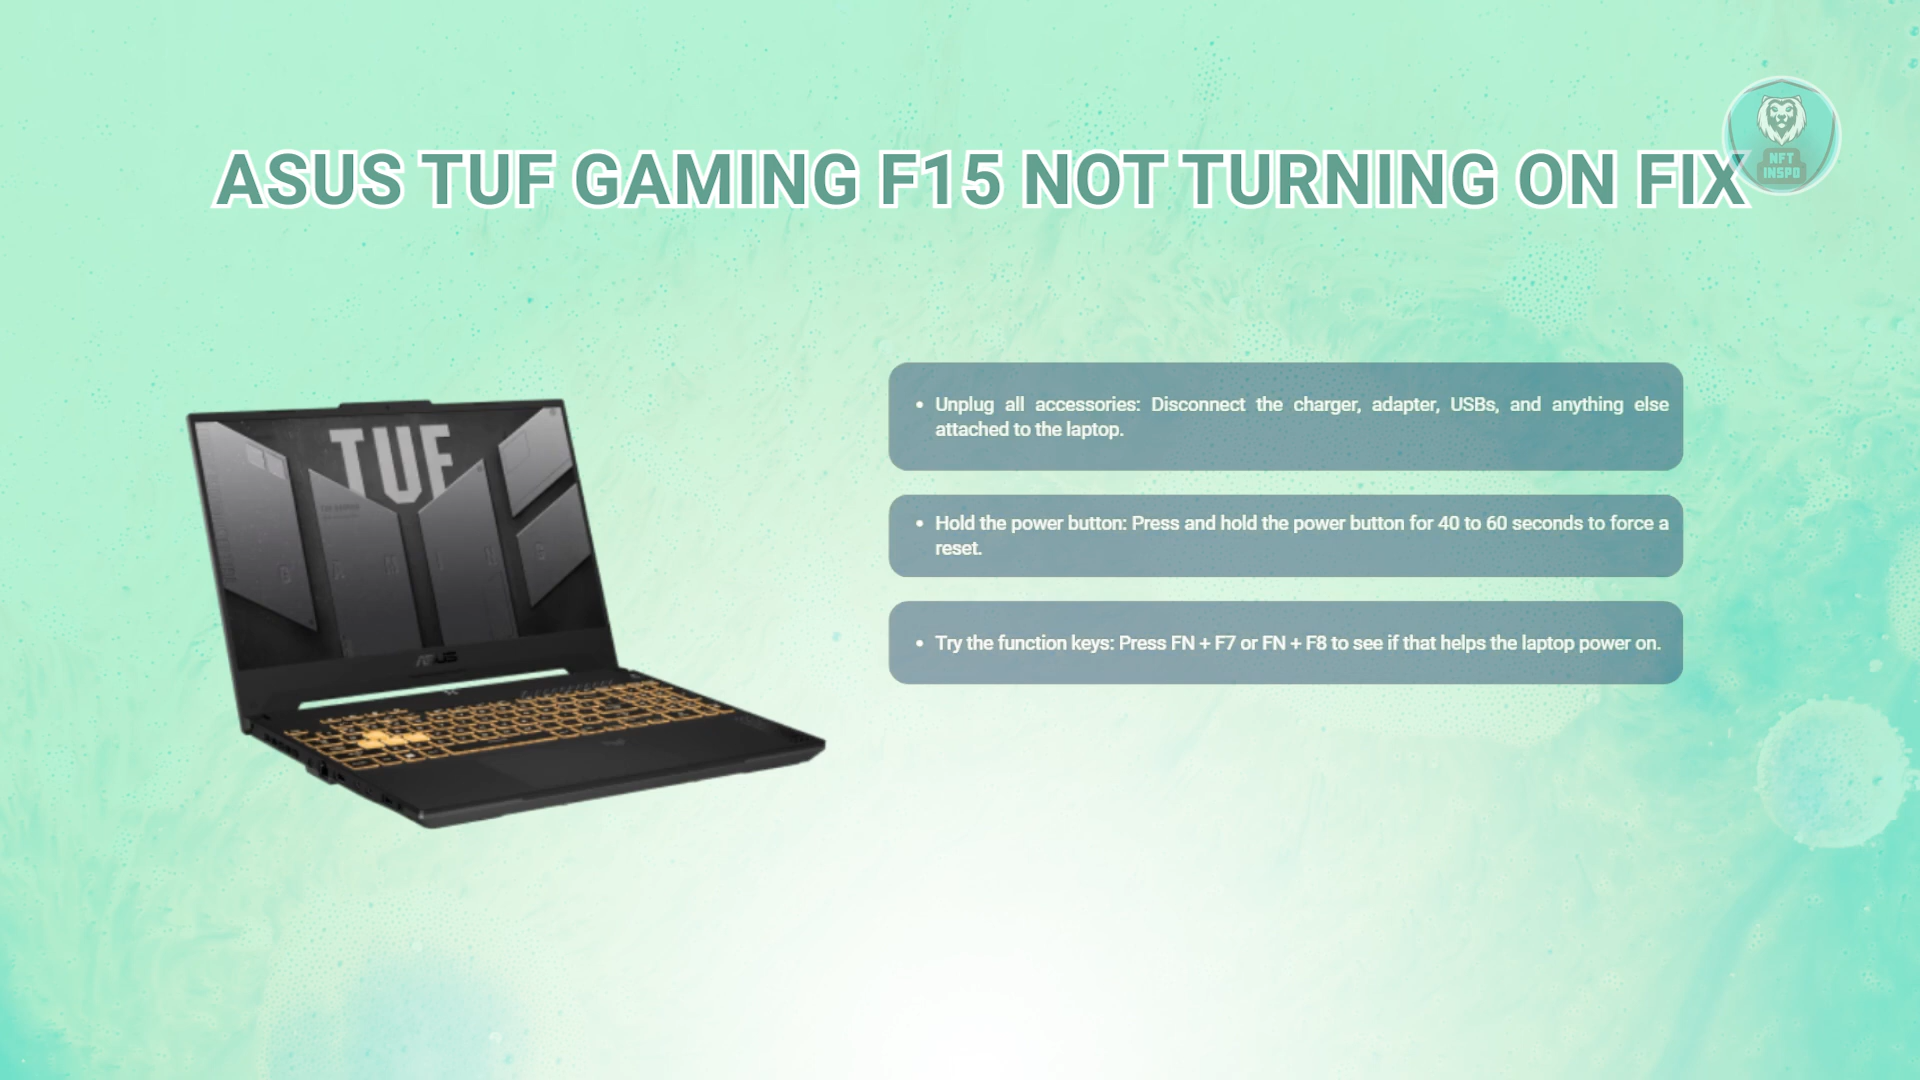 ASUS TUF GAMING F15 NOT TURNING ON FIX
NFT
INSPO
• Unplug all accessories: Disconnect the charger, adapter, USBs, and anything else
attached to the laptop.
• Hold the power button: Press and hold the power button for 40 to 60 seconds to force a
reset.
• Try the function keys: Press FN + F7 or FN + F8 to see if that helps the laptop power on.
TUF
ASUS